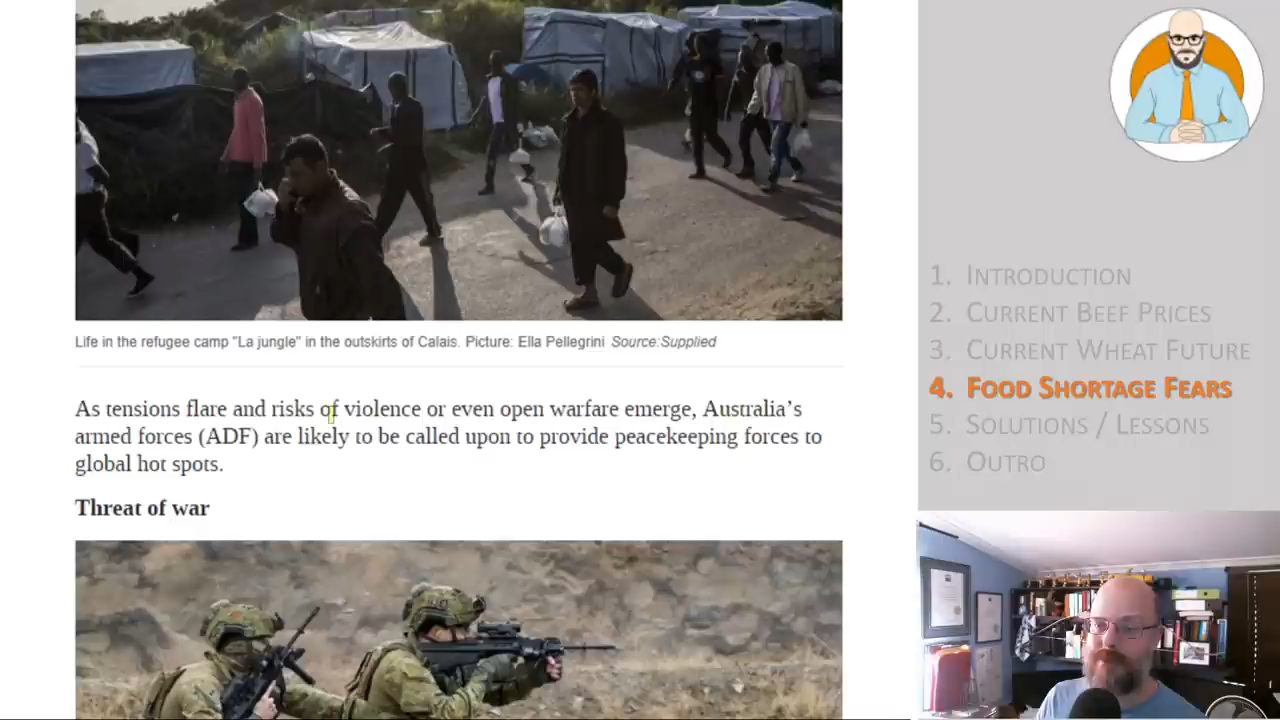 Life in the refugee camp "La jungle" in the outskirts of Calais. Picture: Ella Pellegrini Source:Supplied
As tensions flare and risks of violence or even open warfare emerge, Australia’s
armed forces (ADF) are likely to be called upon to provide peacekeeping forces to
global hot spots.
Threat of war
1. Introduction
2. Current Beef Prices
3. Current Wheat Future
4. Food Shortage Fears
5. Solutions / Lessons
6. Outro